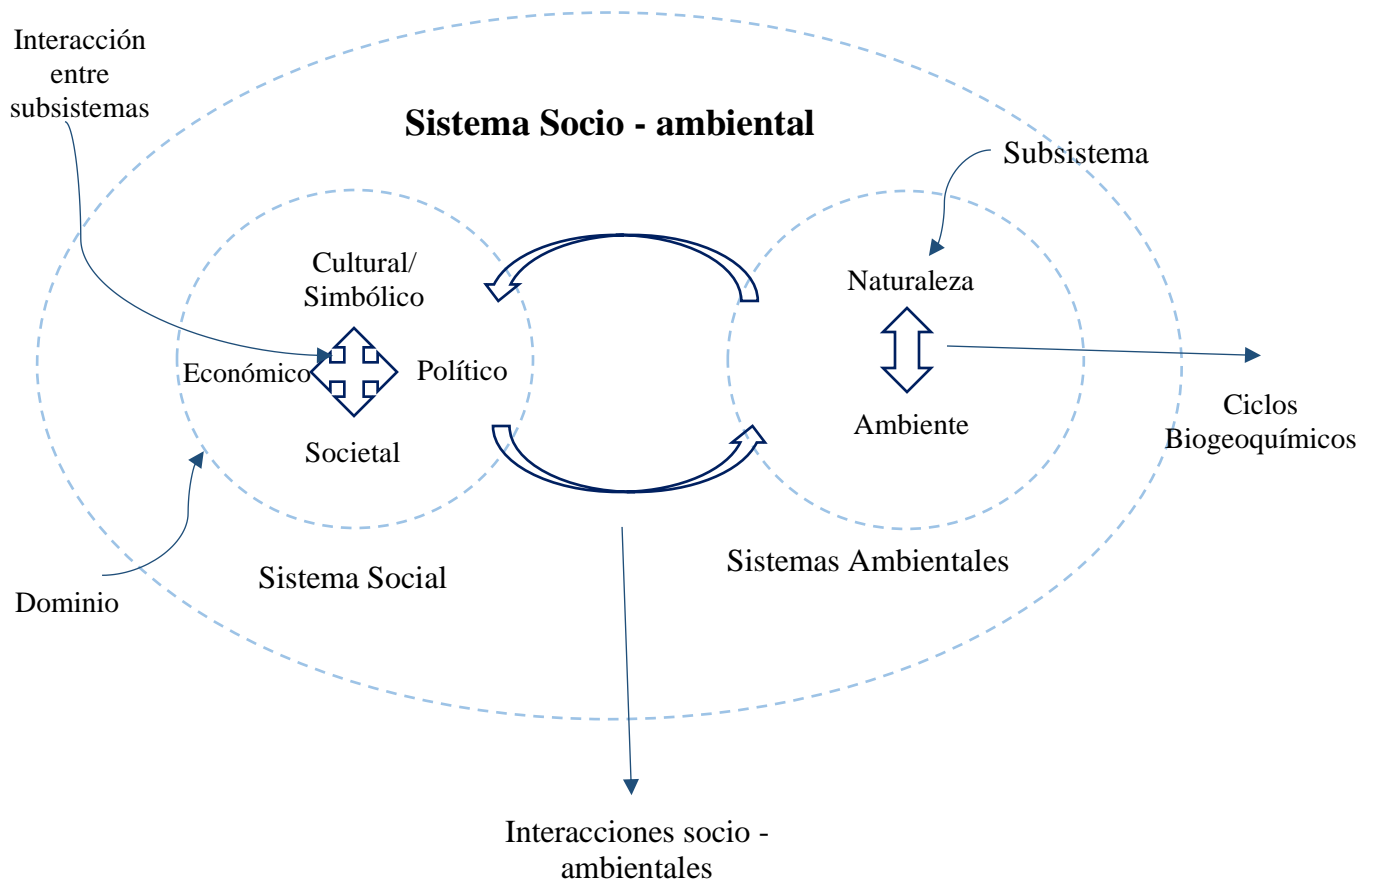 Interacción
entre
subsistemas
Sistema Socio - ambiental
Subsistema
Cultural/
Simbólico
Económico
Político
Societal
Naturaleza
Ambiente
Ciclos
Biogeoquímicos
Sistema Social
Sistemas Ambientales
Dominio
Interacciones socio -
ambientales